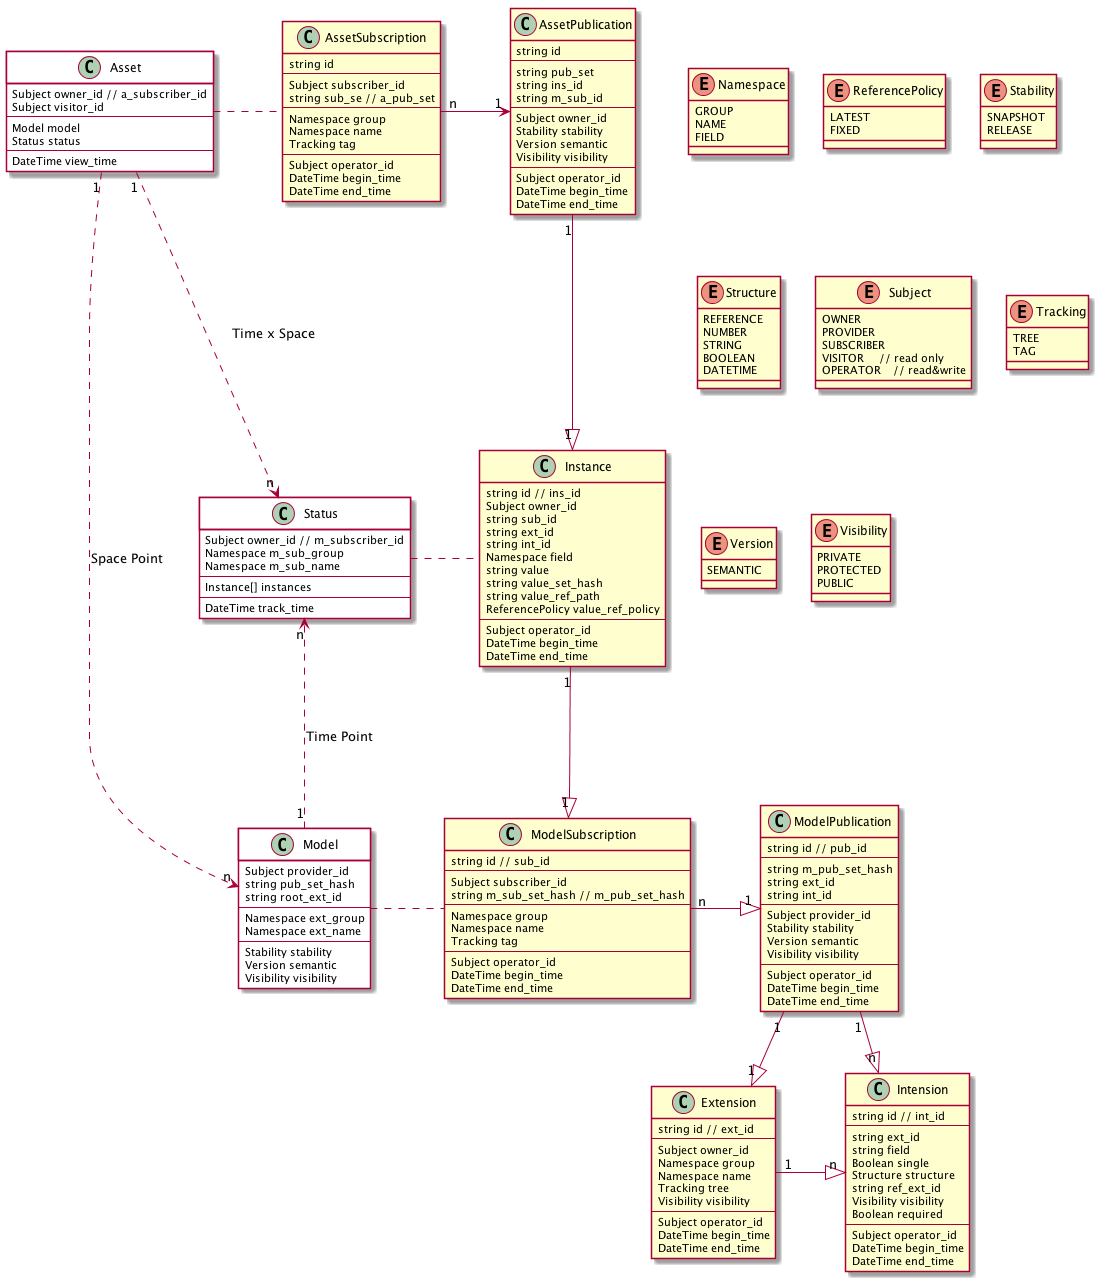 C Asset
Subject owner_id // a_subscriber_id
Subject visitor_id
Model model
Status status
DateTime view_time
C AssetSubscription
string id
Subject subscriber_id
string sub_se // a_pub_set
Namespace group
Namespace name
Tracking tag
Subject operator_id
DateTime begin_time
DateTime end_time
n 1
C AssetPublication
string id
string pub_set
string ins_id
string m_sub_id
Subject owner_id
Stability stability
Version semantic
Visibility visibility
Subject operator_id
DateTime begin_time
DateTime end_time
E Namespace
GROUP
NAME
FIELD
E ReferencePolicy
LATEST
FIXED
E Stability
SNAPSHOT
RELEASE
1 1
1
Time x Space
E Structure
REFERENCE
NUMBER
STRING
BOOLEAN
DATETIME
E Subject
OWNER
PROVIDER
SUBSCRIBER
VISITOR // read only
OPERATOR // read&write
E Tracking
TREE
TAG
1
n
Space Point
C Status
Subject owner_id // m_subscriber_id
Namespace m_sub_group
Namespace m_sub_name
Instance[] instances
DateTime track_time
C Instance
string id // ins_id
Subject owner_id
string sub_id
string ext_id
string int_id
Namespace field
string value
string value_set_hash
string value_ref_path
ReferencePolicy value_ref_policy
Subject operator_id
DateTime begin_time
DateTime end_time
E Version
SEMANTIC
E Visibility
PRIVATE
PROTECTED
PUBLIC
n
1
Time Point
1
1
n
C Model
Subject provider_id
string pub_set_hash
string root_ext_id
Namespace ext_group
Namespace ext_name
Stability stability
Version semantic
Visibility visibility
C ModelSubscription
string id // sub_id
Subject subscriber_id
string m_sub_set_hash // m_pub_set_hash
Namespace group
Namespace name
Tracking tag
Subject operator_id
DateTime begin_time
DateTime end_time
n 1
C ModelPublication
string id // pub_id
string m_pub_set_hash
string ext_id
string int_id
Subject provider_id
Stability stability
Version semantic
Visibility visibility
Subject operator_id
DateTime begin_time
DateTime end_time
1 1
1 n
C Extension
string id // ext_id
Subject owner_id
Namespace group
Namespace name
Tracking tree
Visibility visibility
Subject operator_id
DateTime begin_time
DateTime end_time
1 n
C Intension
string id // int_id
string ext_id
string field
Boolean single
Structure structure
string ref_ext_id
Visibility visibility
Boolean required
Subject operator_id
DateTime begin_time
DateTime end_time